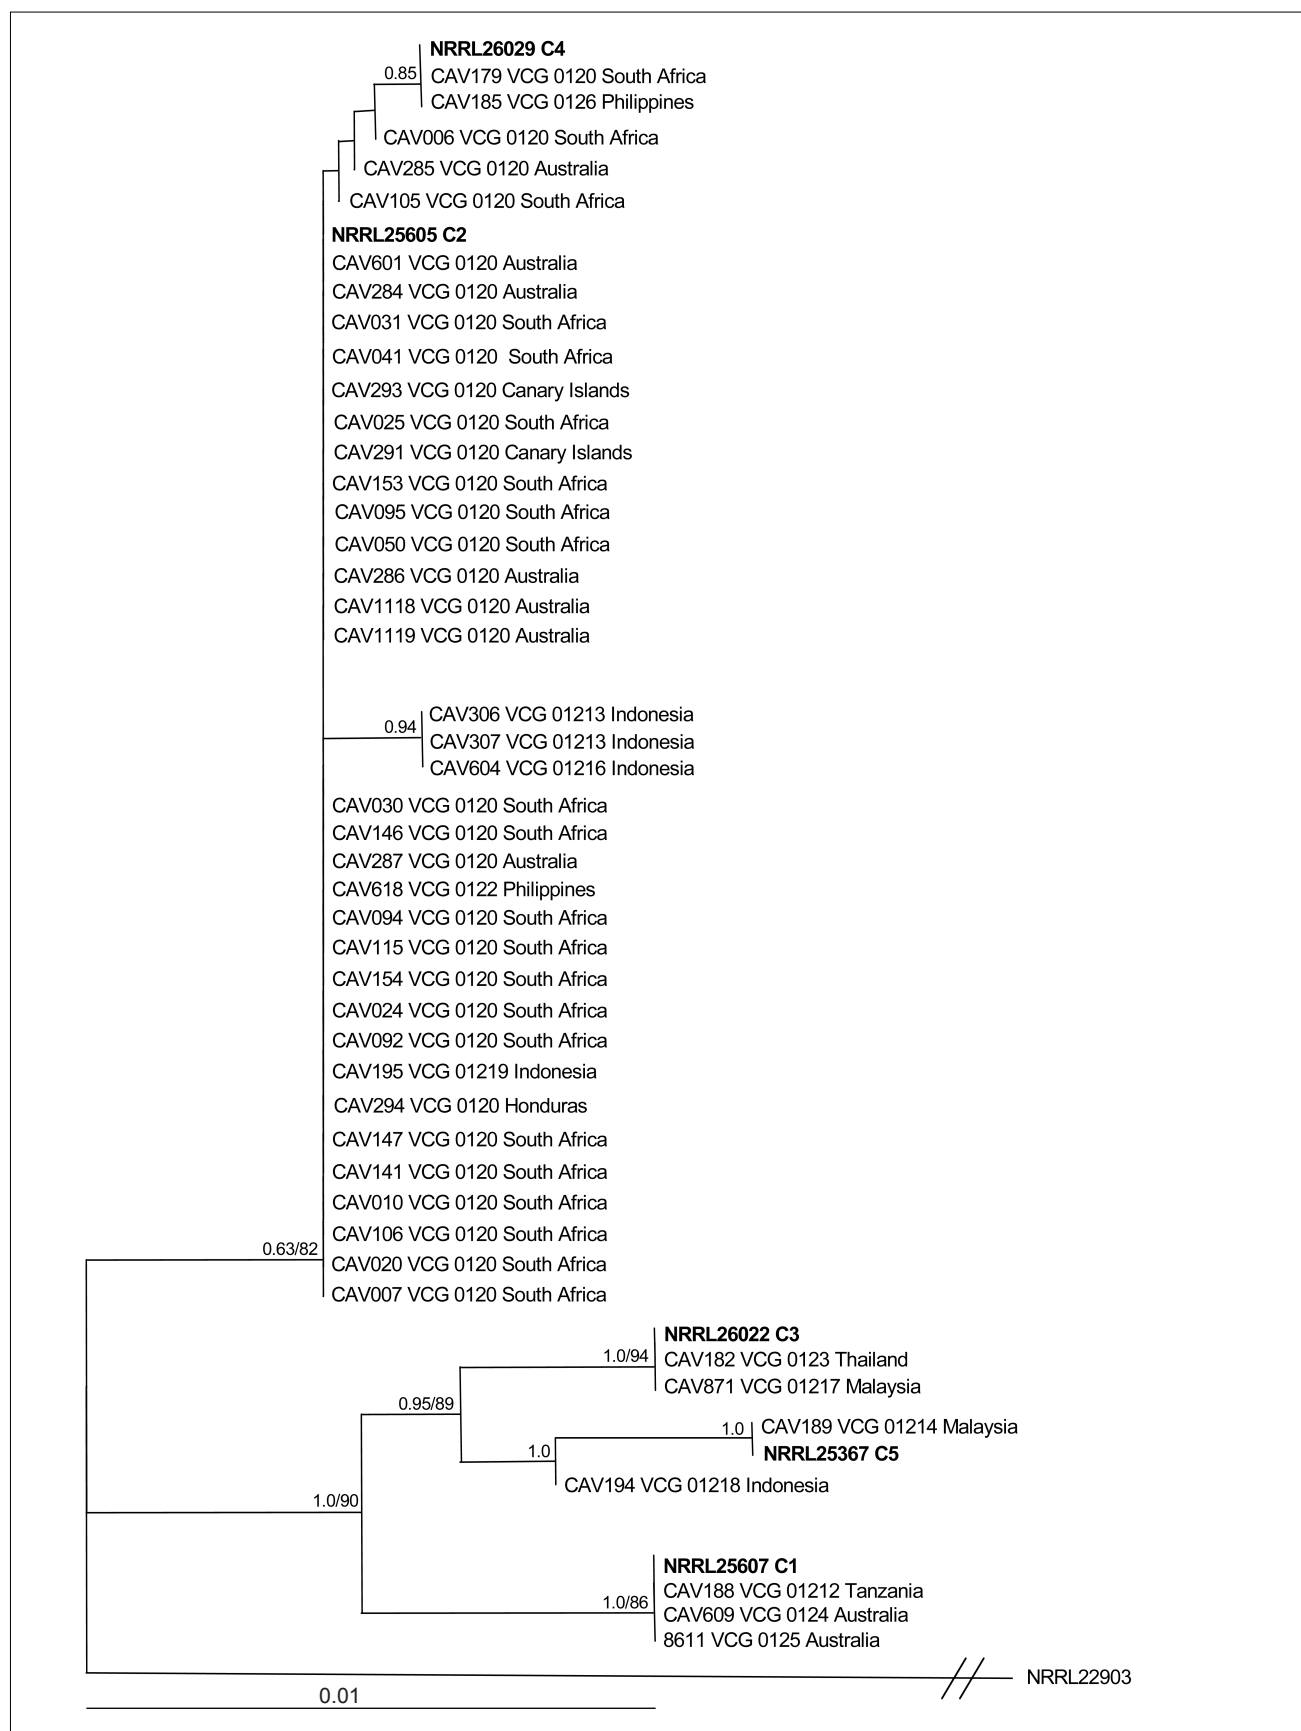 NRRL26029 C4
0.85
CAV179 VCG 0120 South Africa
CAV185 VCG 0126 Philippines
CAV006 VCG 0120 South Africa
CAV285 VCG 0120 Australia
CAV105 VCG 0120 South Africa
NRRL25605 C2
CAV601 VCG 0120 Australia
CAV284 VCG 0120 Australia
CAV031 VCG 0120 South Africa
CAV041 VCG 0120 South Africa
CAV293 VCG 0120 Canary Islands
CAV025 VCG 0120 South Africa
CAV291 VCG 0120 Canary Islands
CAV153 VCG 0120 South Africa
CAV095 VCG 0120 South Africa
CAV050 VCG 0120 South Africa
CAV286 VCG 0120 Australia
CAV1118 VCG 0120 Australia
CAV1119 VCG 0120 Australia
CAV306 VCG 01213 Indonesia
0.94
CAV307 VCG 01213 Indonesia
CAV604 VCG 01216 Indonesia
CAV030 VCG 0120 South Africa
CAV146 VCG 0120 South Africa
CAV287 VCG 0120 Australia
CAV618 VCG 0122 Philippines
CAV094 VCG 0120 South Africa
CAV115 VCG 0120 South Africa
CAV154 VCG 0120 South Africa
CAV024 VCG 0120 South Africa
CAV092 VCG 0120 South Africa
CAV195 VCG 01219 Indonesia
CAV294 VCG 0120 Honduras
CAV147 VCG 0120 South Africa
CAV141 VCG 0120 South Africa
CAV010 VCG 0120 South Africa
CAV106 VCG 0120 South Africa
0.63/82
CAV020 VCG 0120 South Africa
CAV007 VCG 0120 South Africa
NRRL26022 C3
1.0/94
CAV182 VCG 0123 Thailand
CAV871 VCG 01217 Malaysia
0.95/89
1.0
CAV189 VCG 01214 Malaysia
1.0
NRRL25367 C5
CAV194 VCG 01218 Indonesia
1.0/90
NRRL25607 C1
CAV188 VCG 01212 Tanzania
1.0/86
CAV609 VCG 0124 Australia
8611 VCG 0125 Australia
NRRL22903
0.01